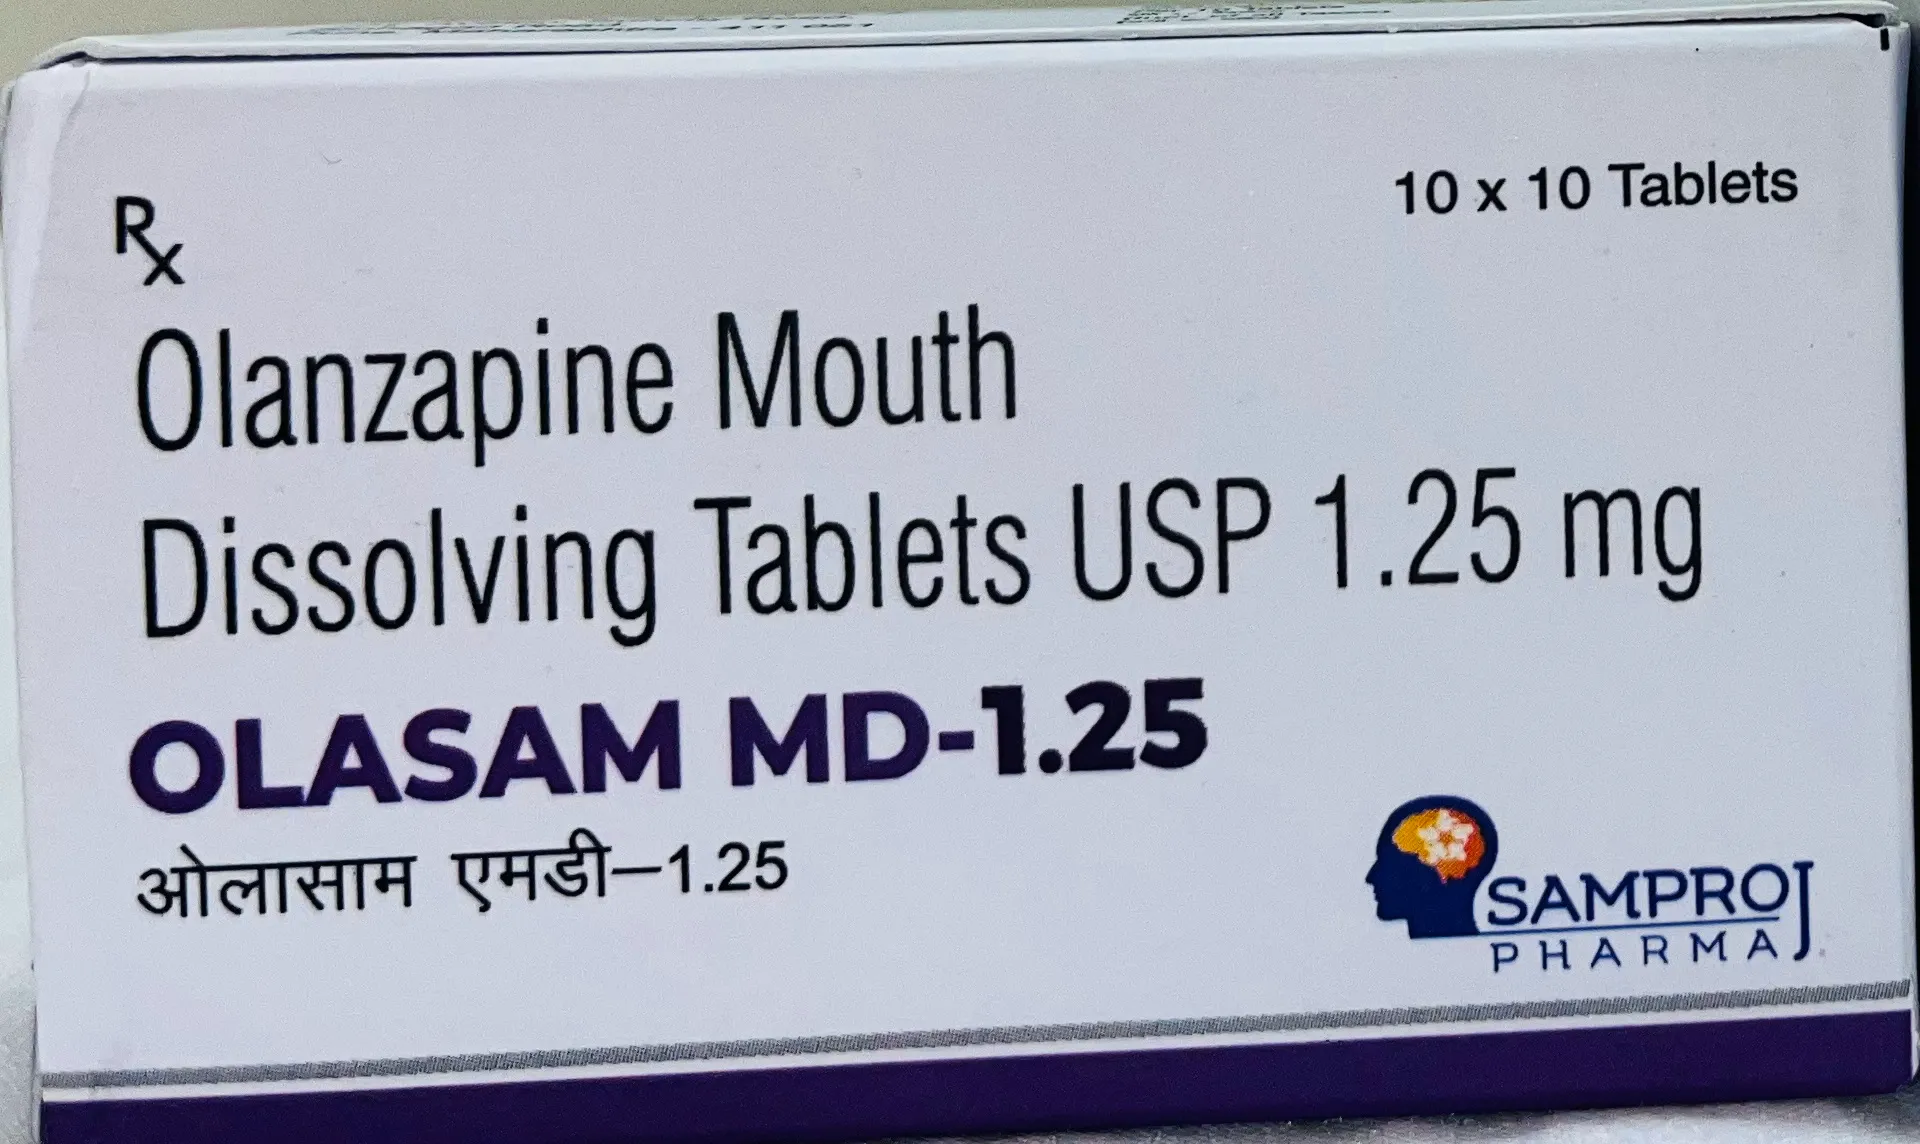 10 x 10 Tablets
Rx
Olanzapine Mouth
Dissolving Tablets USP 1.25 mg
OLASAM MD-1.25
ओलासाम एमडी–1.25
SAMPROJ
PHARMA